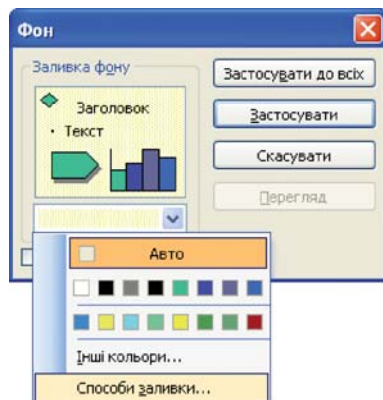 Фон
Заливка фону
Заголовок
· Текст
Застосувати до всіх
Застосувати
Скасувати
Перегляд
Авто
Інші кольори...
Способи заливки...